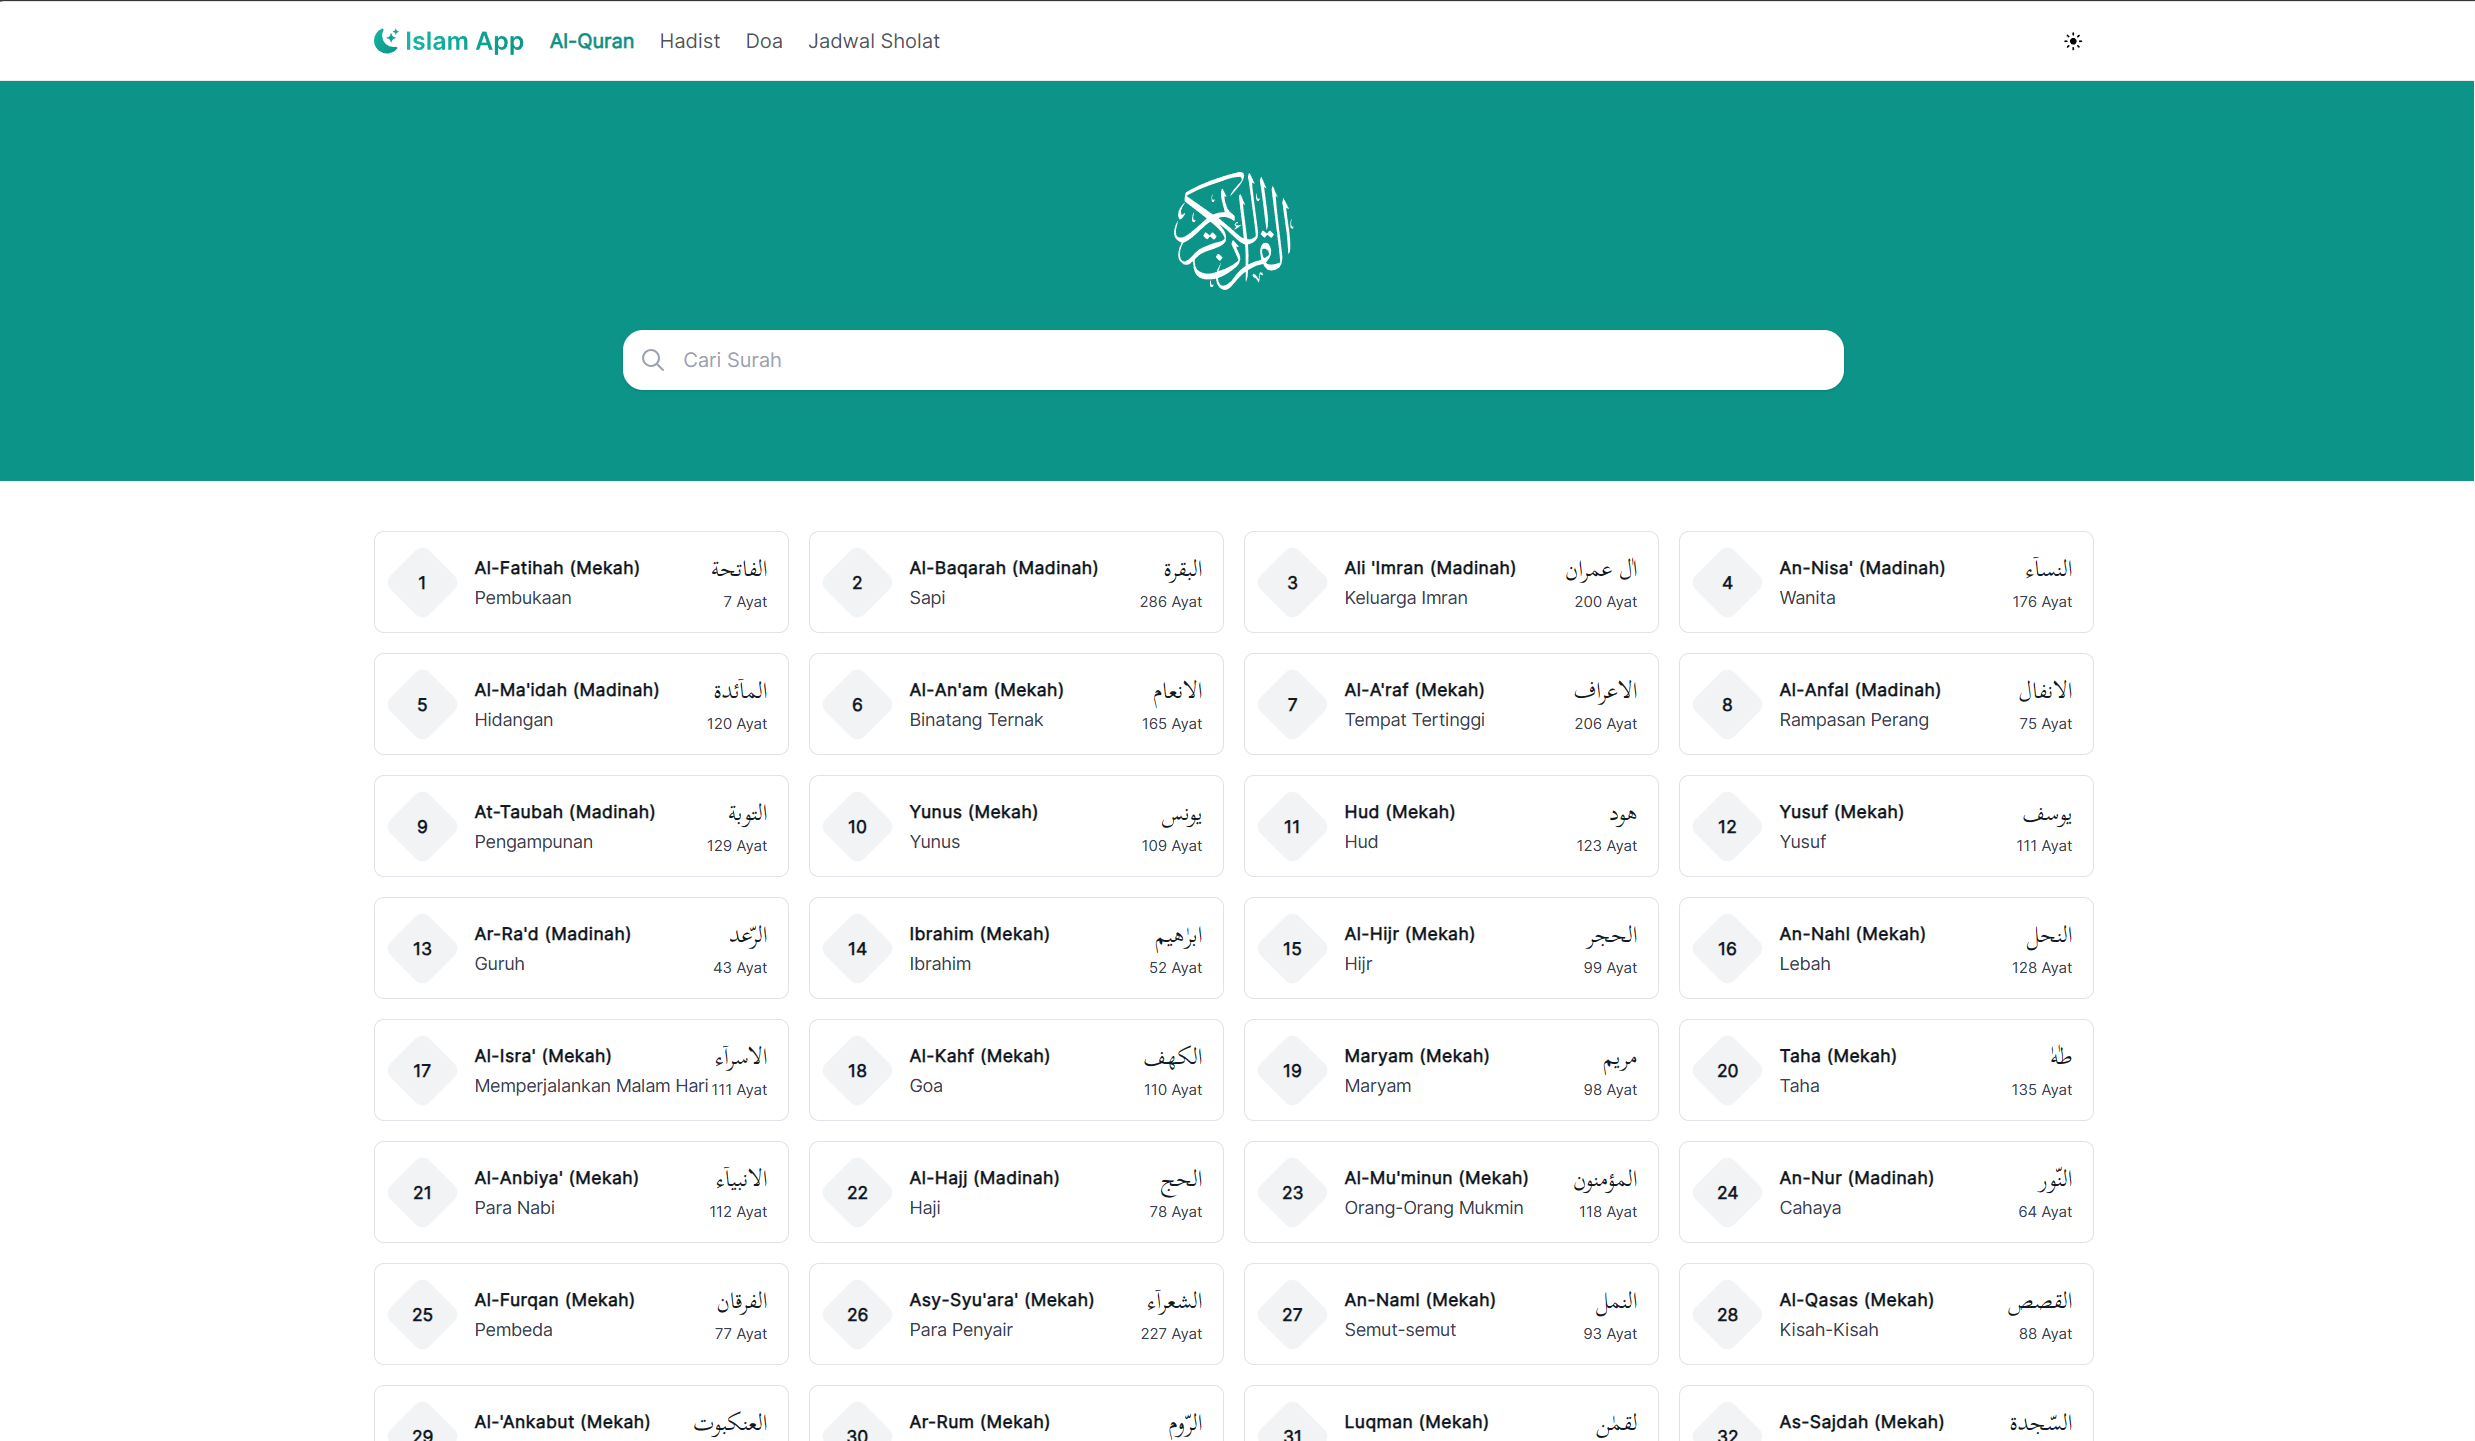 Islam App Al-Quran Hadist Doa Jadwal Sholat
القرآن الكريم
Cari Surah
1 Al-Fatihah (Mekah) الفاتحة
Pembukaan 7 Ayat
2 Al-Baqarah (Madinah) البقرة
Sapi 286 Ayat
3 Ali 'Imran (Madinah) اٰل عمران
Keluarga Imran 200 Ayat
4 An-Nisa' (Madinah) النساۤء
Wanita 176 Ayat
5 Al-Ma'idah (Madinah) الماۤئدة
Hidangan 120 Ayat
6 Al-An'am (Mekah) الانعام
Binatang Ternak 165 Ayat
7 Al-A'raf (Mekah) الاعراف
Tempat Tertinggi 206 Ayat
8 Al-Anfal (Madinah) الانفال
Rampasan Perang 75 Ayat
9 At-Taubah (Madinah) التوبة
Pengampunan 129 Ayat
10 Yunus (Mekah) يونس
Yunus 109 Ayat
11 Hud (Mekah) هود
Hud 123 Ayat
12 Yusuf (Mekah) يوسف
Yusuf 111 Ayat
13 Ar-Ra'd (Madinah) الرّعد
Guruh 43 Ayat
14 Ibrahim (Mekah) ابرٰهيم
Ibrahim 52 Ayat
15 Al-Hijr (Mekah) الحجر
Hijr 99 Ayat
16 An-Nahl (Mekah) النحل
Lebah 128 Ayat
17 Al-Isra' (Mekah) الاسراۤء
Memperjalankan Malam Hari 111 Ayat
18 Al-Kahf (Mekah) الكهف
Goa 110 Ayat
19 Maryam (Mekah) مريم
Maryam 98 Ayat
20 Taha (Mekah) طٰهٰ
Taha 135 Ayat
21 Al-Anbiya' (Mekah) الانبياۤء
Para Nabi 112 Ayat
22 Al-Hajj (Madinah) الحج
Haji 78 Ayat
23 Al-Mu'minun (Mekah) المؤمنون
Orang-Orang Mukmin 118 Ayat
24 An-Nur (Madinah) النّور
Cahaya 64 Ayat
25 Al-Furqan (Mekah) الفرقان
Pembeda 77 Ayat
26 Asy-Syu'ara' (Mekah) الشعراۤء
Para Penyair 227 Ayat
27 An-Naml (Mekah) النمل
Semut-semut 93 Ayat
28 Al-Qasas (Mekah) القصص
Kisah-Kisah 88 Ayat
29 Al-'Ankabut (Mekah) العنكبوت
30 Ar-Rum (Mekah) الرّوم
31 Luqman (Mekah) لقمٰن
32 As-Sajdah (Mekah) السّجدة